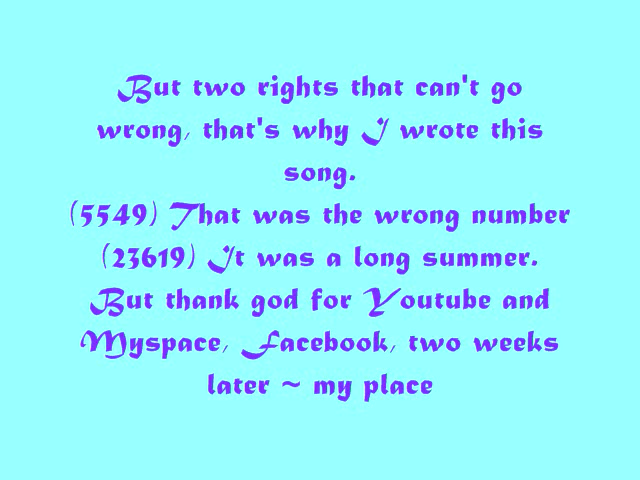 But two rights that can't go
wrong, that's why I wrote this
song.
(5549) That was the wrong number
(23619) It was a long summer.
But thank god for Youtube and
Myspace, Facebook, two weeks
later ~ my place